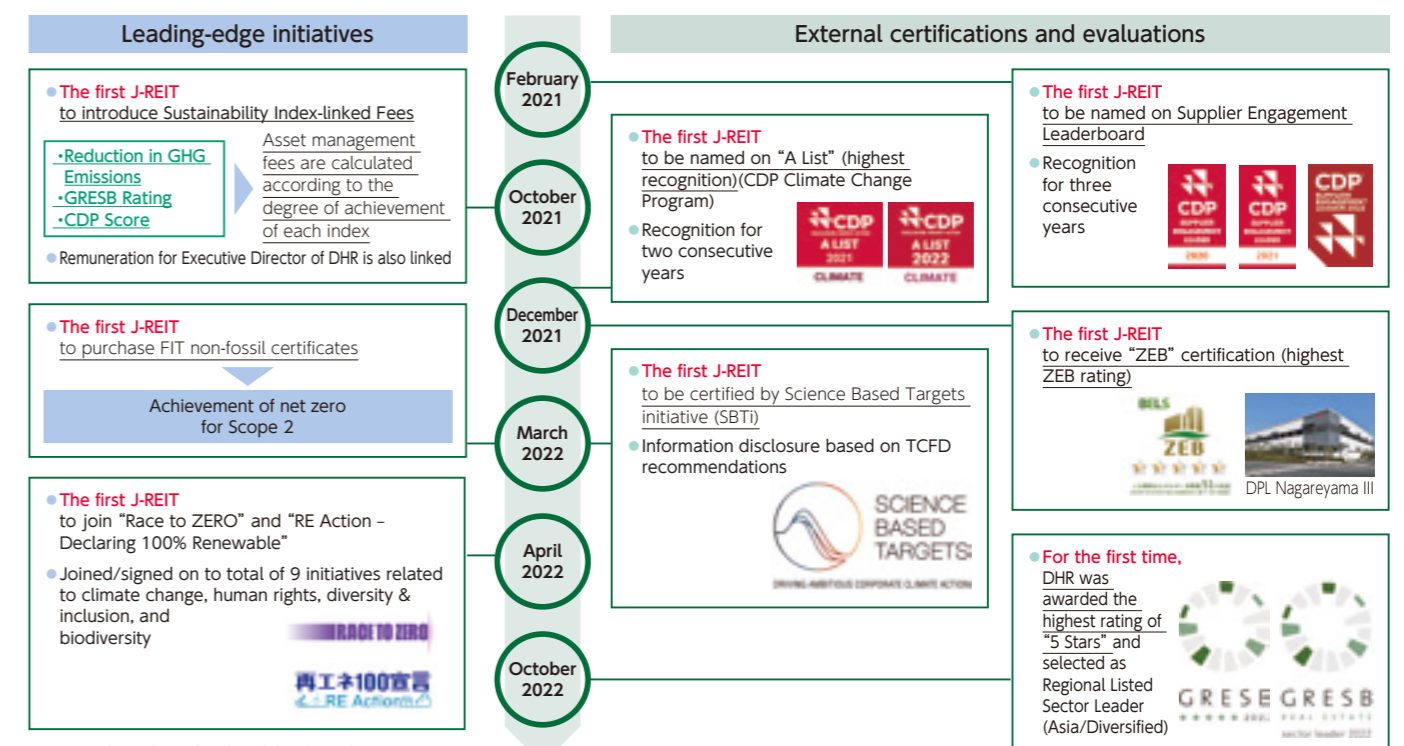 Leading-edge initiatives
The first J-REIT
to introduce Sustainability Index-linked Fees
・Reduction in GHG
Emissions
・GRESB Rating
・CDP Score
Asset management
fees are calculated
according to the
degree of achievement
of each index
Remuneration for Executive Director of DHR is also linked
The first J-REIT
to purchase FIT non-fossil certificates
Achievement of net zero
for Scope 2
The first J-REIT
to join “Race to ZERO” and “RE Action –
Declaring 100% Renewable”
Joined/signed on to total of 9 initiatives related
to climate change, human rights, diversity &
inclusion, and
biodiversity
RACE TO ZERO
再エネ100宣言
RE Action
February
2021
October
2021
December
2021
March
2022
April
2022
October
2022
External certifications and evaluations
The first J-REIT
to be named on “A List” (highest
recognition)(CDP Climate Change
Program)
Recognition for
two consecutive
years
CDP
A LIST
2021
CLIMATE
CDP
A LIST
2022
CLIMATE
The first J-REIT
to be certified by Science Based Targets
initiative (SBTi)
Information disclosure based on TCFD
recommendations
SCIENCE
BASED
TARGETS
DRIVING AMBITIOUS CORPORATE CLIMATE ACTION
The first J-REIT
to be named on Supplier Engagement
Leaderboard
Recognition
for three
consecutive
years
CDP
SUPPLIER
ENGAGEMENT
LEADER
2020
CDP
SUPPLIER
ENGAGEMENT
LEADER
2021
CDP
The first J-REIT
to receive “ZEB” certification (highest
ZEB rating)
BELS
ZEB
DPL Nagareyama III
For the first time,
DHR was
awarded the
highest rating of
“5 Stars” and
selected as
Regional Listed
Sector Leader
(Asia/Diversified)
GRESB
GRESB
REAL ESTATE
sector leader 2022